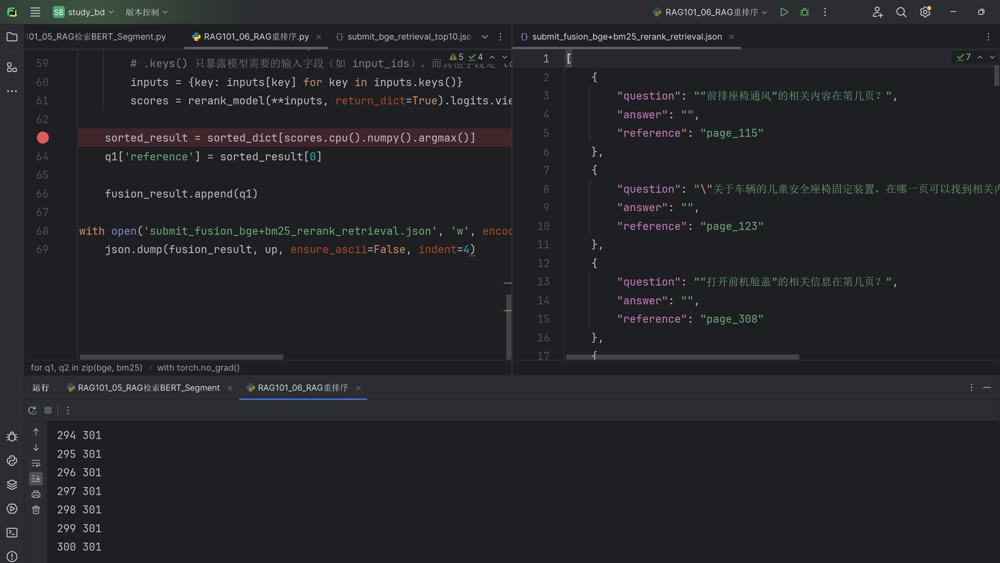 SB study_bd 版本控制 RAG101_06_RAG重排序
101_05_RAG检索BERT_Segment.py RAG101_06_RAG重排序.py submit_bge_retrieval_top10.jso submit_fusion_bge+bm25_rerank_retrieval.json
5 4
59 # .keys() 只暴露模型需要的输入字段（如 input_ids），而其他字段是
60 inputs = {key: inputs[key] for key in inputs.keys()}
61 scores = rerank_model(**inputs, return_dict=True).logits.vie
62
sorted_result = sorted_dict[scores.cpu().numpy().argmax()]
64 q1['reference'] = sorted_result[0]
65
66 fusion_result.append(q1)
67
68 with open('submit_fusion_bge+bm25_rerank_retrieval.json', 'w', encod
69 json.dump(fusion_result, up, ensure_ascii=False, indent=4)
for q1, q2 in zip(bge, bm25) › with torch.no_grad()
7
1 [
2 {
3 "question": "“前排座椅通风”的相关内容在第几页？",
4 "answer": "",
5 "reference": "page_115"
6 },
7 {
8 "question": "\"关于车辆的儿童安全座椅固定装置，在哪一页可以找到相关内
9 "answer": "",
10 "reference": "page_123"
11 },
12 {
13 "question": "“打开前机舱盖”的相关信息在第几页？",
14 "answer": "",
15 "reference": "page_308"
16 },
17 {
运行 RAG101_05_RAG检索BERT_Segment RAG101_06_RAG重排序
294 301
295 301
296 301
297 301
298 301
299 301
300 301